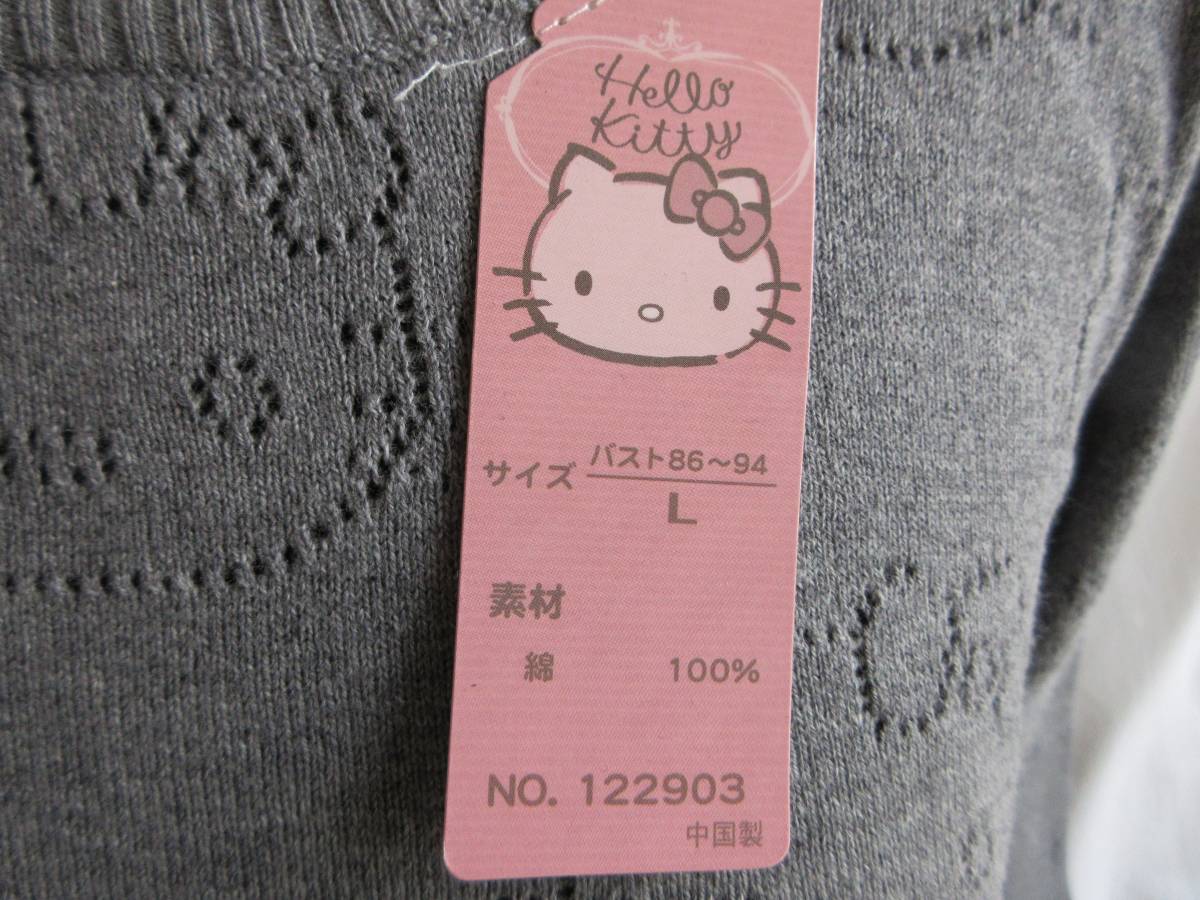 Hello
Kitty
サイズ バスト86～94
L
素材
綿 100%
NO. 122903
中国製